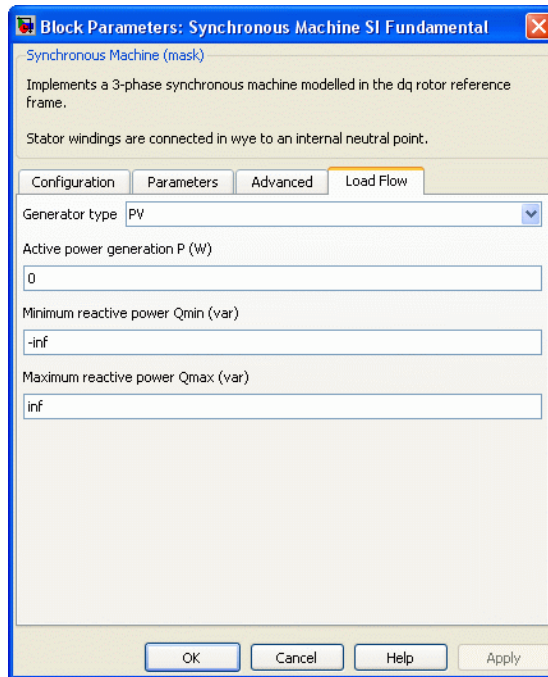 Block Parameters: Synchronous Machine SI Fundamental
Synchronous Machine (mask)
Implements a 3-phase synchronous machine modelled in the dq rotor reference
frame.
Stator windings are connected in wye to an internal neutral point.
Configuration Parameters Advanced Load Flow
Generator type PV
Active power generation P (W)
0
Minimum reactive power Qmin (var)
-inf
Maximum reactive power Qmax (var)
inf
OK Cancel Help Apply